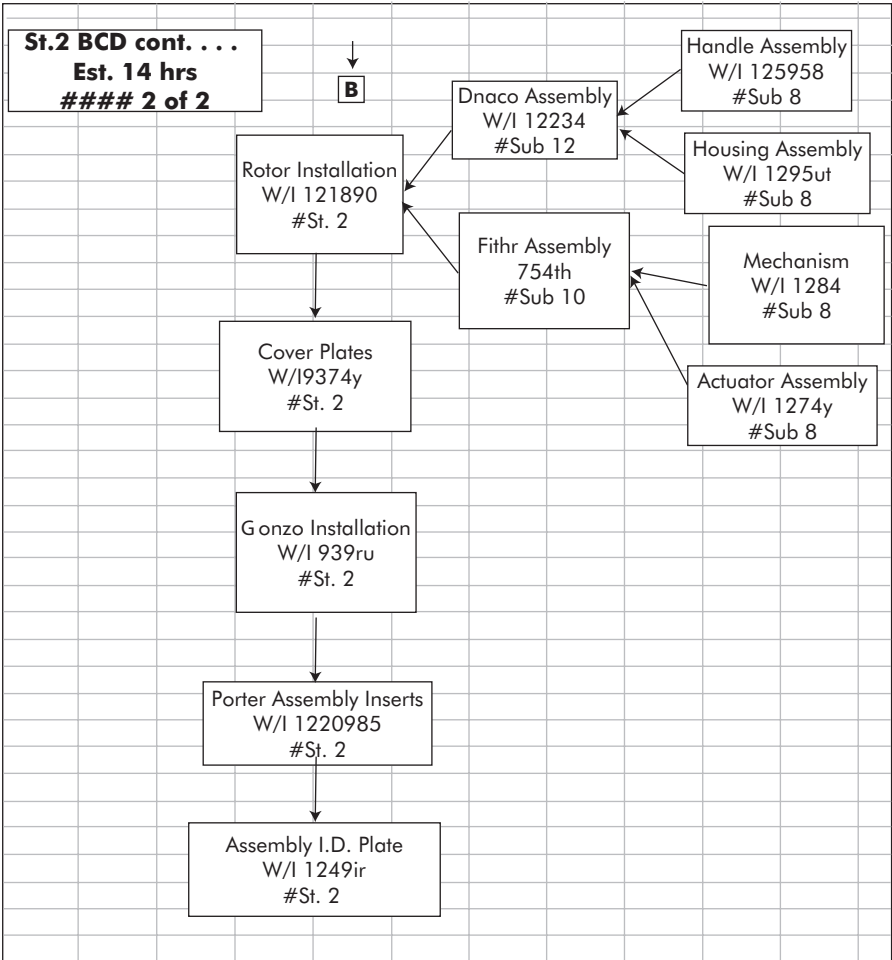 St.2 BCD cont. . . .
Est. 14 hrs
#### 2 of 2
B
Handle Assembly
W/I 125958
#Sub 8
Dnaco Assembly
W/I 12234
#Sub 12
Housing Assembly
W/I 1295ut
#Sub 8
Rotor Installation
W/I 121890
#St. 2
Fithr Assembly
754th
#Sub 10
Mechanism
W/I 1284
#Sub 8
Actuator Assembly
W/I 1274y
#Sub 8
Cover Plates
W/I9374y
#St. 2
Gonzo Installation
W/I 939ru
#St. 2
Porter Assembly Inserts
W/I 1220985
#St. 2
Assembly I.D. Plate
W/I 1249ir
#St. 2